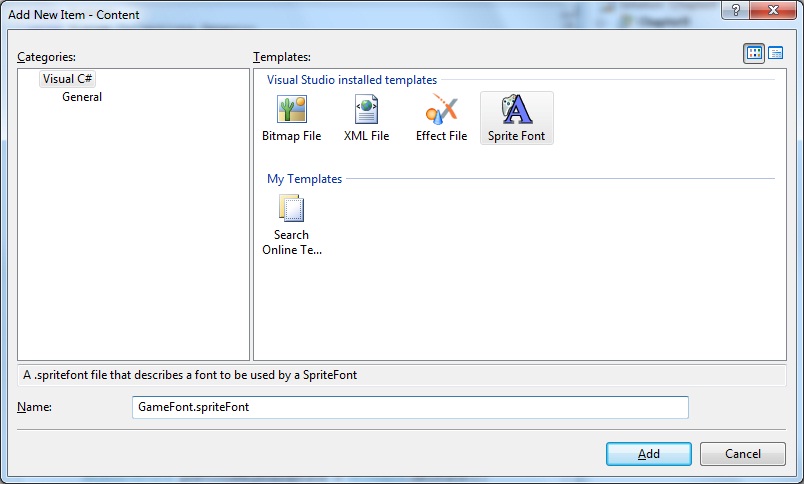 Add New Item - Content
Categories:
Templates:
Visual C#
General
Visual Studio installed templates
Bitmap File
XML File
Effect File
Sprite Font
My Templates
Search
Online Te...
A .spritefont file that describes a font to be used by a SpriteFont
Name:
GameFont.spriteFont
Add
Cancel